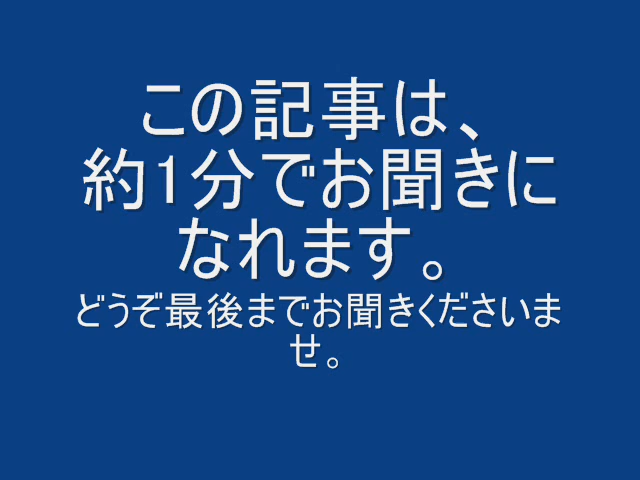 この記事は、
約1分でお聞きに
なれます。
どうぞ最後までお聞きくださいま
せ。